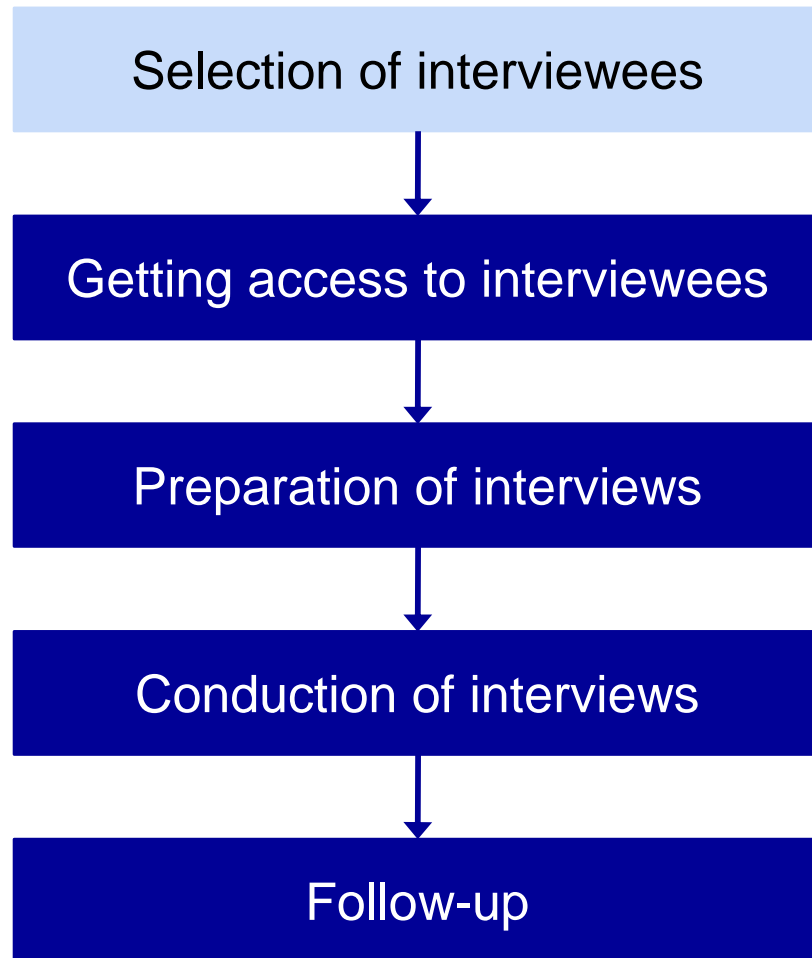 Selection of interviewees
Getting access to interviewees
Preparation of interviews
Conduction of interviews
Follow-up